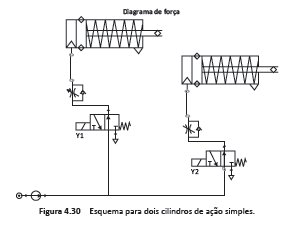 Diagrama de força
Y1
Y2
Figura 4.30 Esquema para dois cilindros de ação simples.